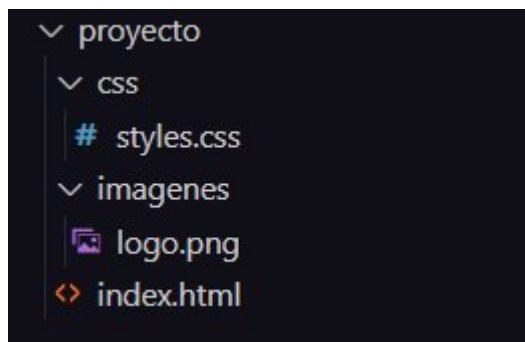 proyecto
css
# styles.css
imagenes
logo.png
<> index.html